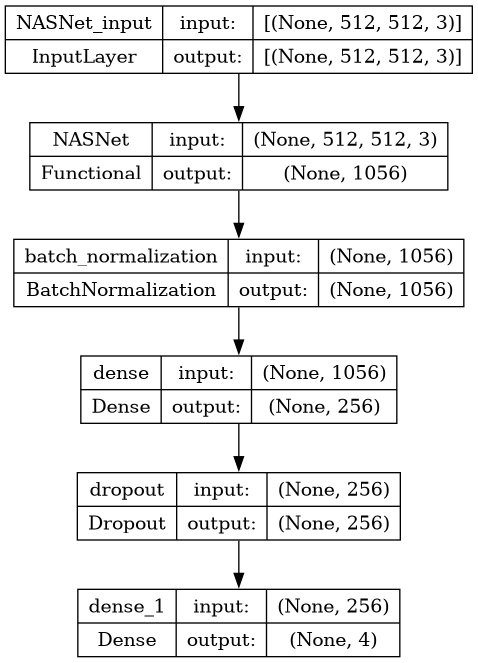 NASNet_input input: [(None, 512, 512, 3)]
InputLayer output: [(None, 512, 512, 3)]
NASNet input: (None, 512, 512, 3)
Functional output: (None, 1056)
batch_normalization input: (None, 1056)
BatchNormalization output: (None, 1056)
dense input: (None, 1056)
Dense output: (None, 256)
dropout input: (None, 256)
Dropout output: (None, 256)
dense_1 input: (None, 256)
Dense output: (None, 4)